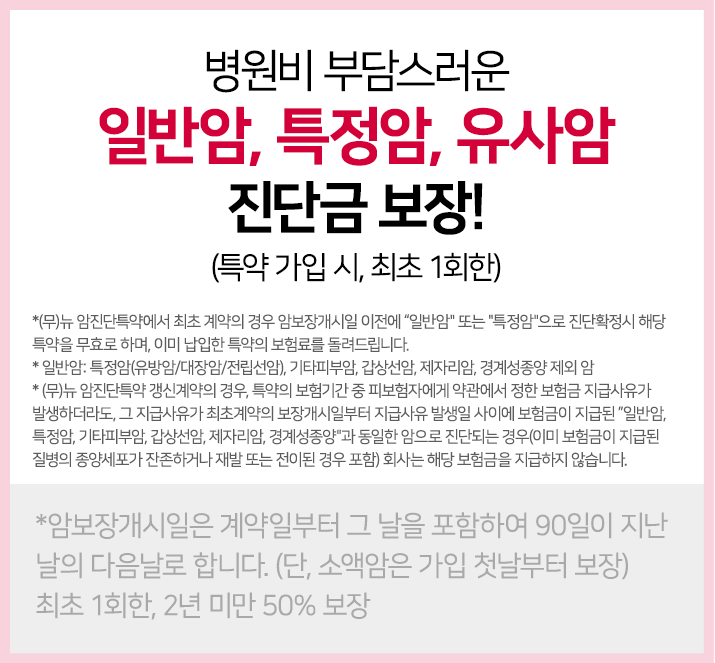 병원비 부담스러운
일반암, 특정암, 유사암
진단금 보장!
(특약 가입 시, 최초 1회한)
*(무)뉴 암진단특약에서 최초 계약의 경우 암보장개시일 이전에 “일반암" 또는 "특정암"으로 진단확정시 해당
특약을 무효로 하며, 이미 납입한 특약의 보험료를 돌려드립니다.
* 일반암: 특정암(유방암/대장암/전립선암), 기타피부암, 갑상선암, 제자리암, 경계성종양 제외 암
* (무)뉴 암진단특약 갱신계약의 경우, 특약의 보험기간 중 피보험자에게 약관에서 정한 보험금 지급사유가
발생하더라도, 그 지급사유가 최초계약의 보장개시일부터 지급사유 발생일 사이에 보험금이 지급된 ”일반암,
특정암, 기타피부암, 갑상선암, 제자리암, 경계성종양"과 동일한 암으로 진단되는 경우(이미 보험금이 지급된
질병의 종양세포가 잔존하거나 재발 또는 전이된 경우 포함) 회사는 해당 보험금을 지급하지 않습니다.
*암보장개시일은 계약일부터 그 날을 포함하여 90일이 지난
날의 다음날로 합니다. (단, 소액암은 가입 첫날부터 보장)
최초 1회한, 2년 미만 50% 보장